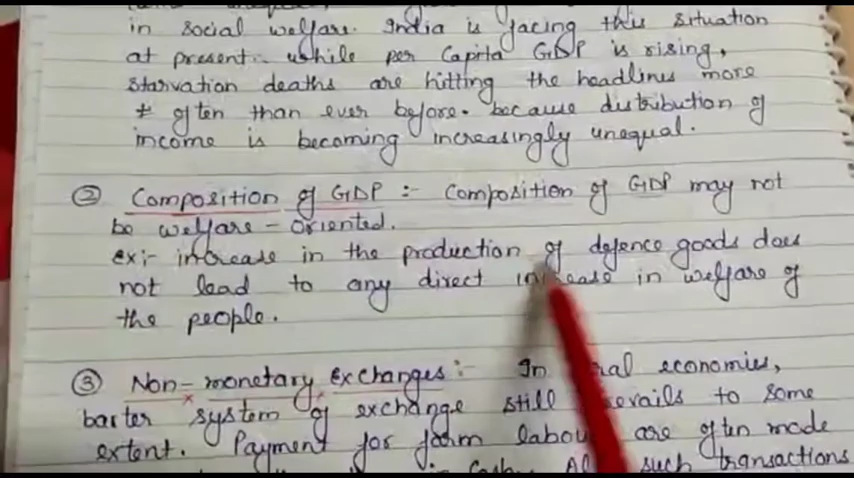 in social welfare. India is facing this situation
at present. while per Capita GDP is rising,
starvation deaths are hitting the headlines more
often than ever before. because distribution of
income is becoming increasingly unequal.
② Composition of GDP :- Composition of GDP may not
be welfare-oriented.
ex:- increase in the production of defence goods does
not lead to any direct increase in welfare of
the people.
③ Non-monetary exchanges :- In economies,
barter system of exchange still prevails to some
extent. Payment for farm labour are often made
in cash. such transactions